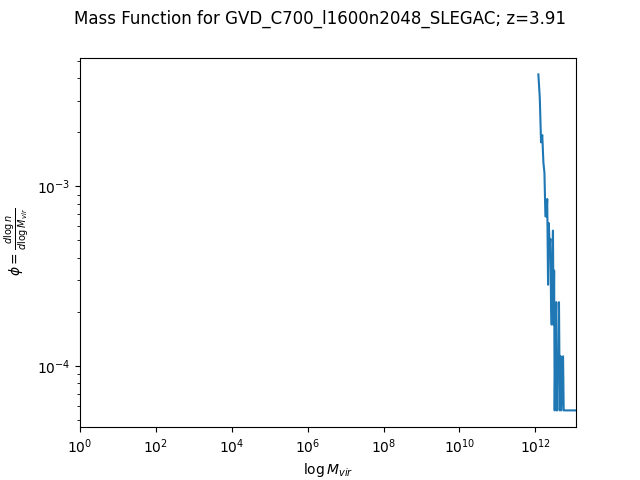 Mass Function for GVD_C700_l1600n2048_SLEGAC; z=3.91
10⁻³
10⁻⁴
ϕ = d log n / d log M_vir
10⁰ 10² 10⁴ 10⁶ 10⁸ 10¹⁰ 10¹²
log M_vir